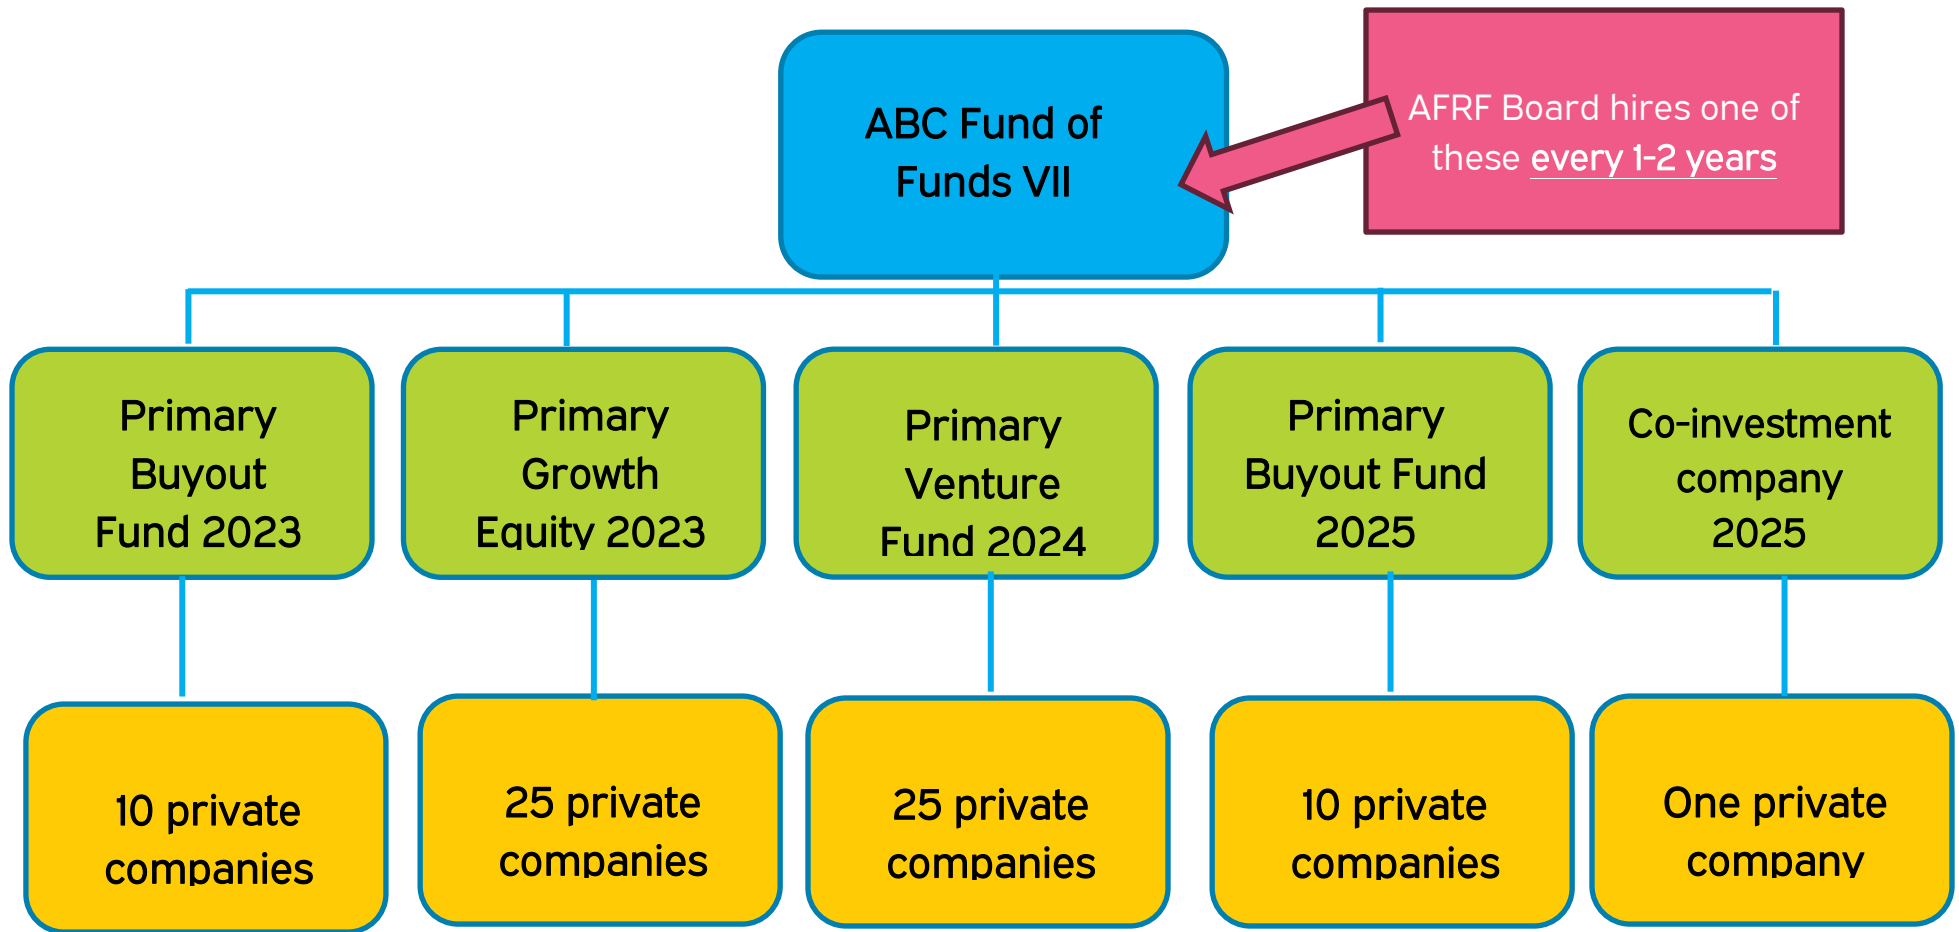 ABC Fund of
Funds VII
AFRF Board hires one of
these every 1-2 years
Primary
Buyout
Fund 2023
Primary
Growth
Equity 2023
Primary
Venture
Fund 2024
Primary
Buyout Fund
2025
Co-investment
company
2025
10 private
companies
25 private
companies
25 private
companies
10 private
companies
One private
company